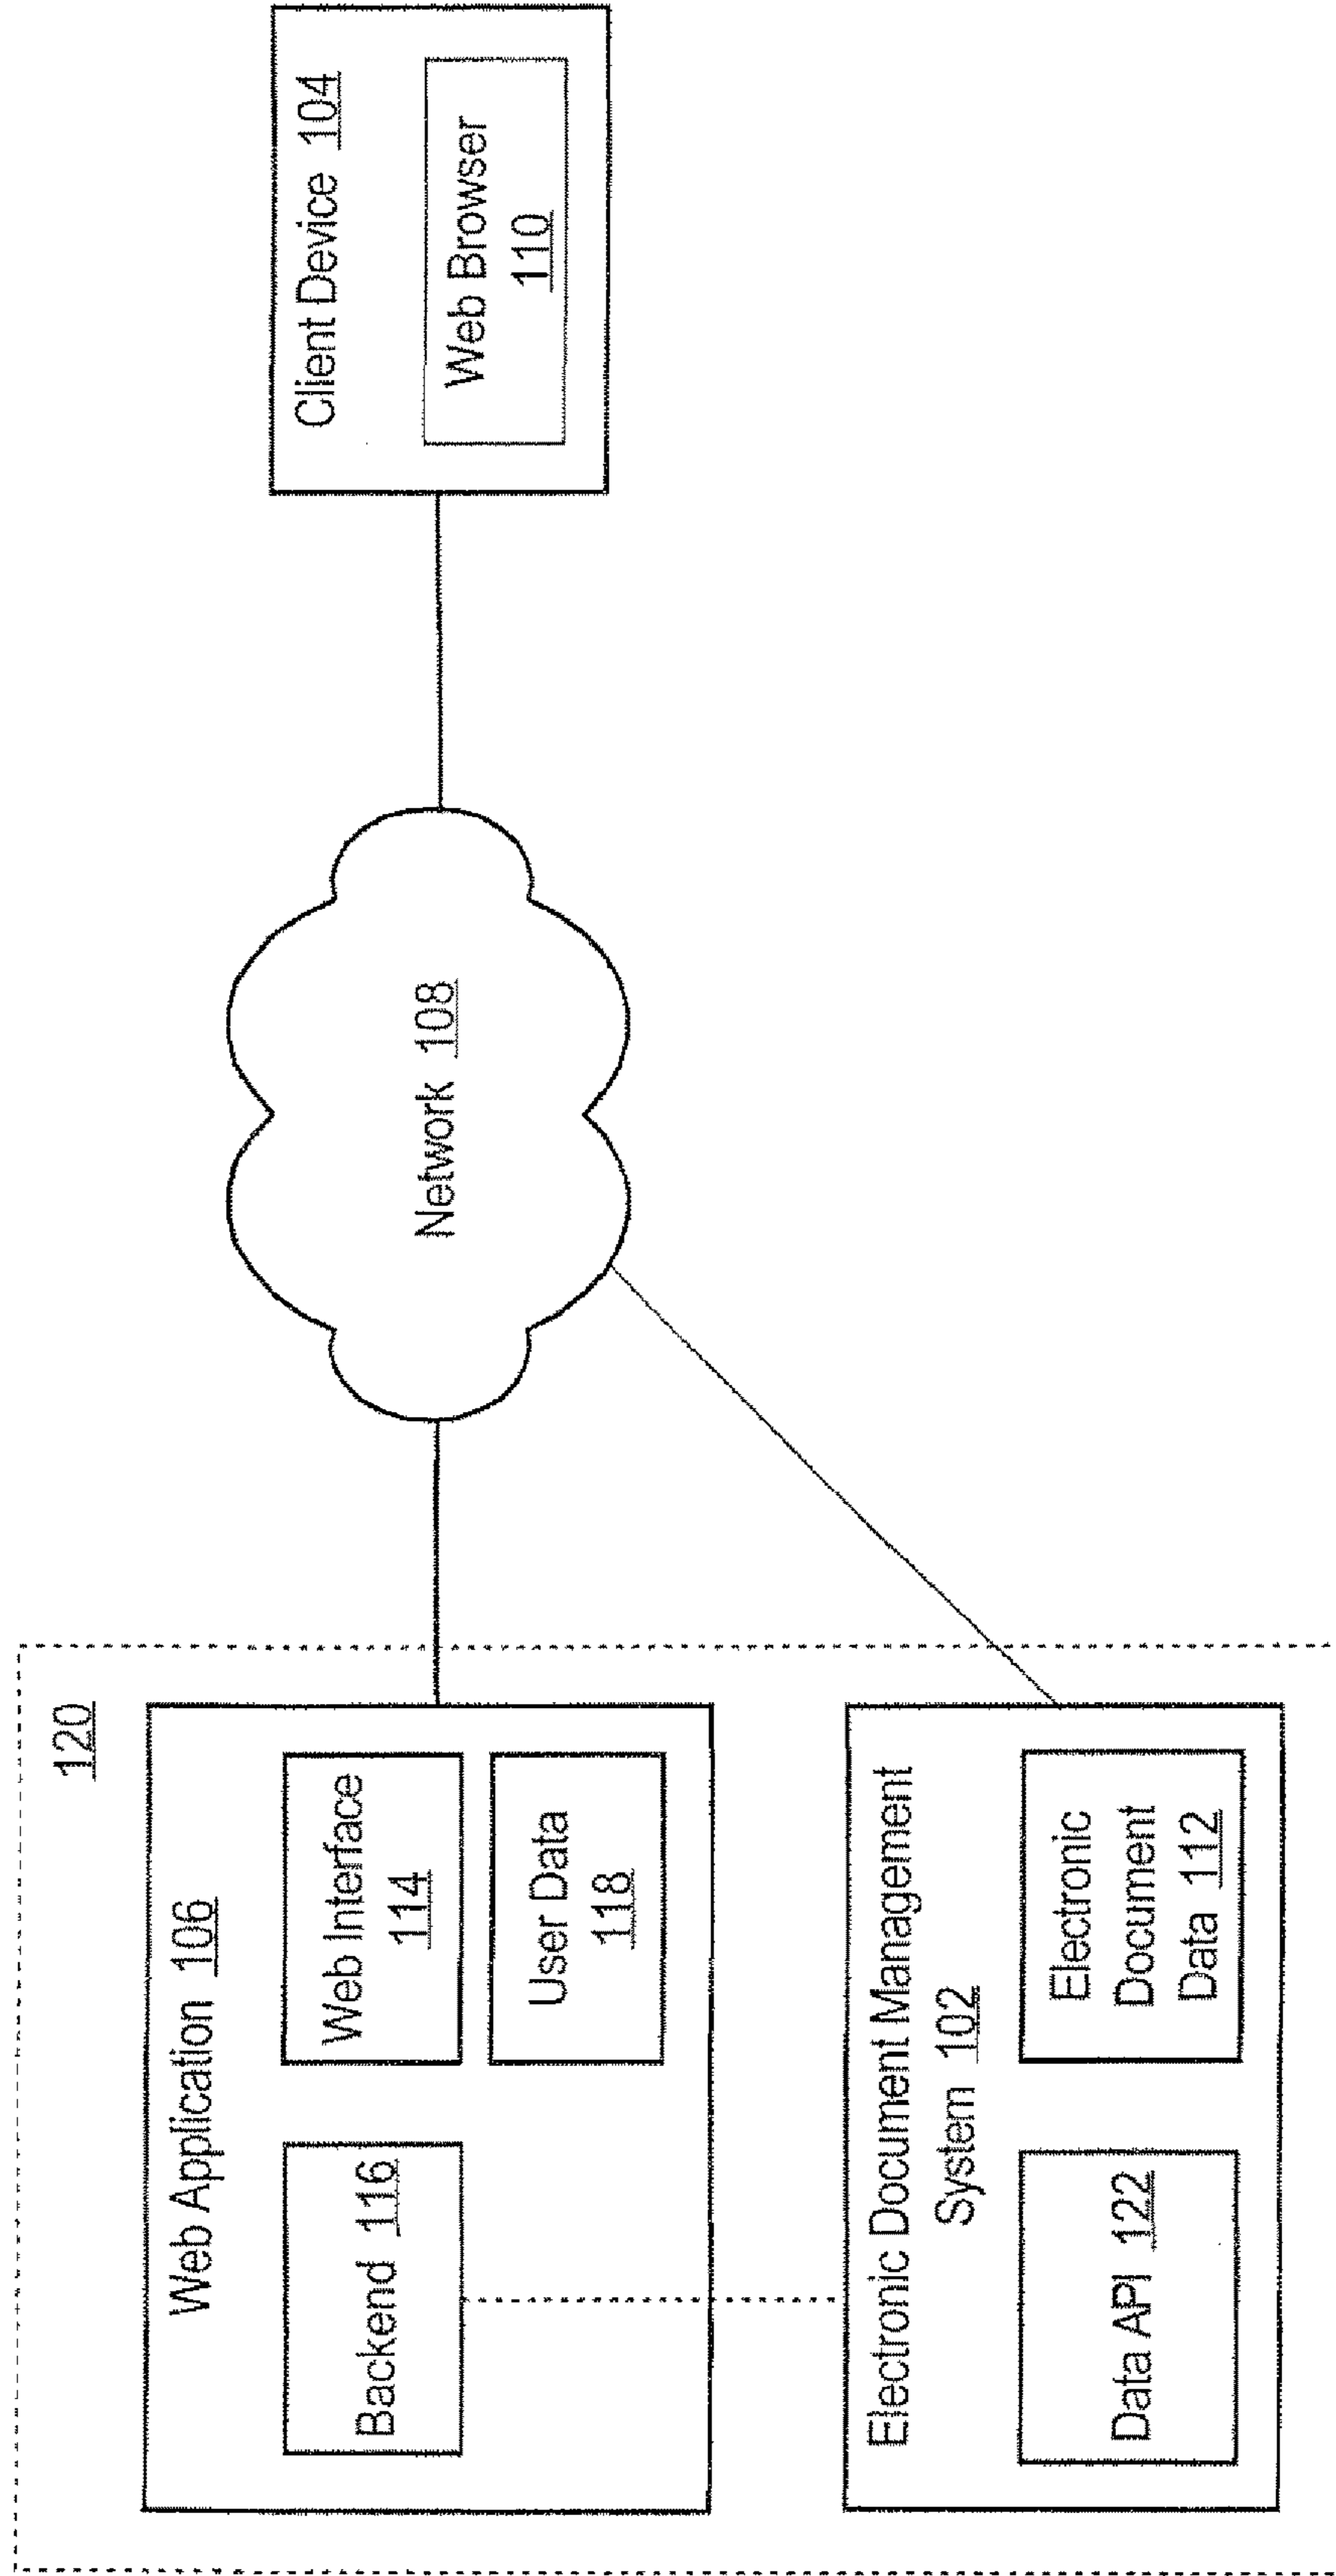 120
Web Application 106
Backend 116
Web Interface
114
User Data
118
Electronic Document Management
System 102
Data API 122
Electronic
Document
Data 112
Network 108
Client Device 104
Web Browser
110